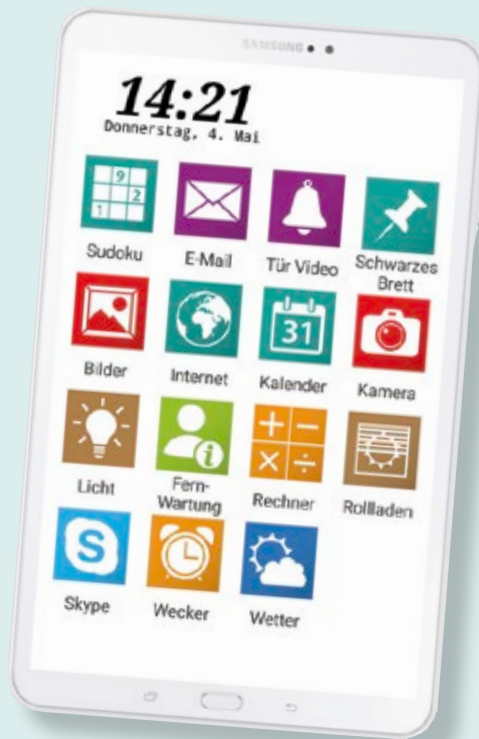 SAMSUNG
14:21
Donnerstag, 4. Mai
9
2
1
Sudoku
E-Mail
Tür Video
Schwarzes
Brett
31
Bilder
Internet
Kalender
Kamera
Licht
Fern-
Wartung
Rechner
Rollladen
S
Skype
Wecker
Wetter